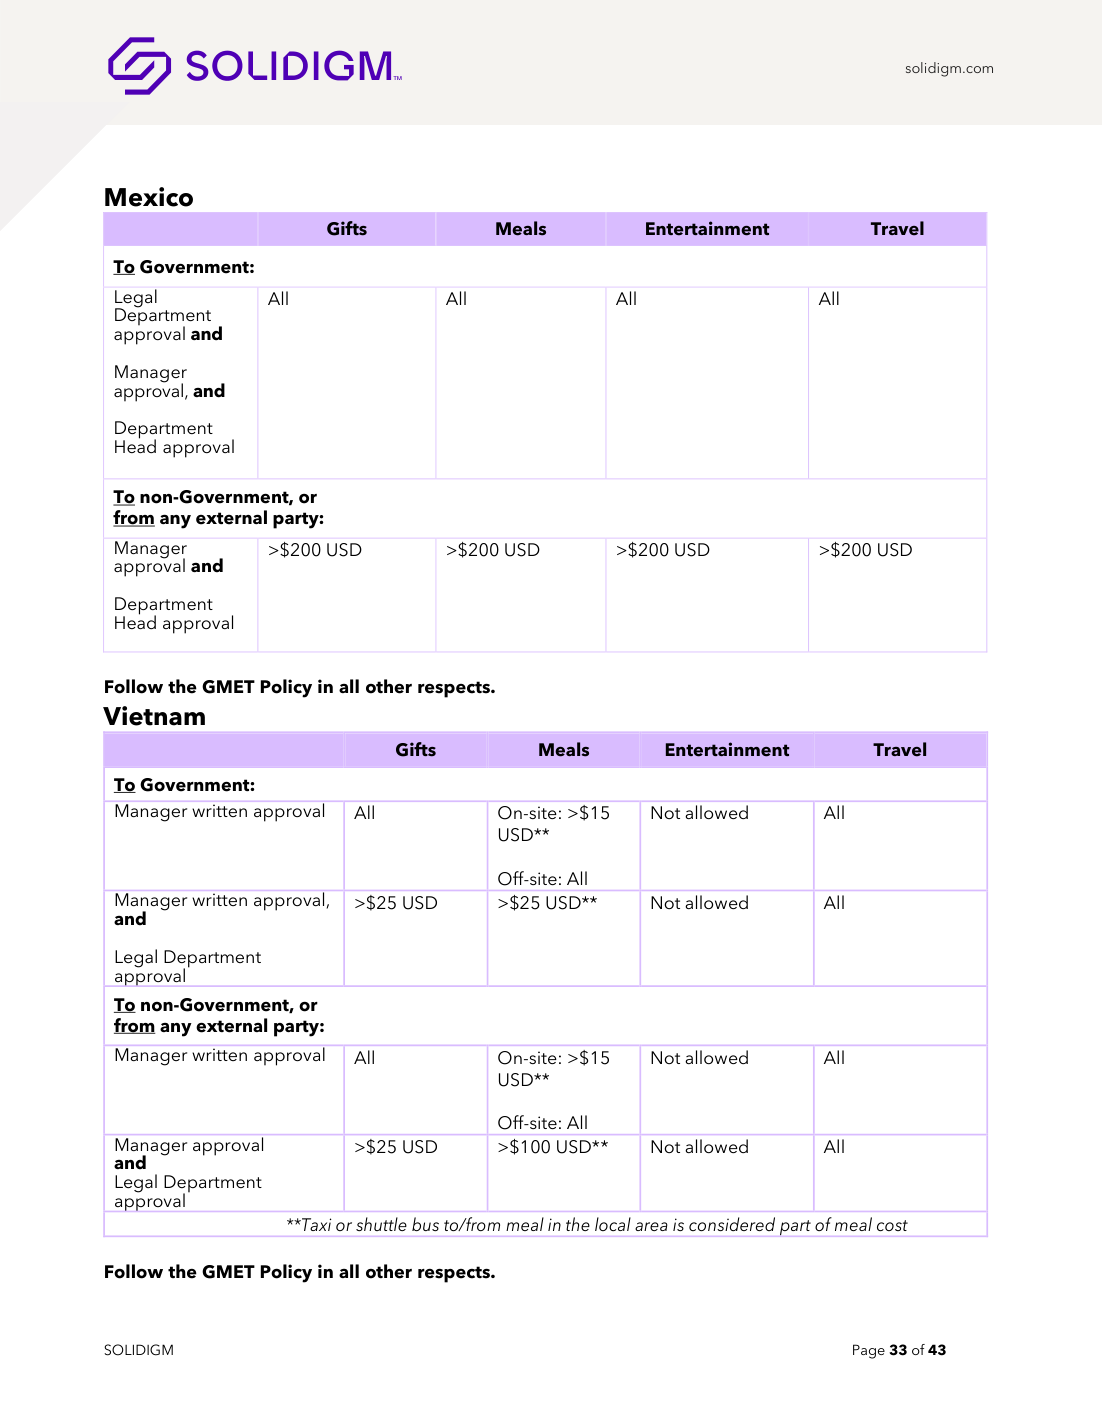 SOLIDIGM™
solidigm.com
Mexico
Gifts Meals Entertainment Travel
To Government:
Legal
Department
approval and
Manager
approval, and
Department
Head approval
All All All All
To non-Government, or
from any external party:
Manager
approval and
Department
Head approval
>$200 USD >$200 USD >$200 USD >$200 USD
Follow the GMET Policy in all other respects.
Vietnam
Gifts Meals Entertainment Travel
To Government:
Manager written approval
All
On-site: >$15
USD**
Off-site: All
Not allowed
All
Manager written approval,
and
Legal Department
approval
>$25 USD
>$25 USD**
Not allowed
All
To non-Government, or
from any external party:
Manager written approval
All
On-site: >$15
USD**
Off-site: All
Not allowed
All
Manager approval
and
Legal Department
approval
>$25 USD
>$100 USD**
Not allowed
All
**Taxi or shuttle bus to/from meal in the local area is considered part of meal cost
Follow the GMET Policy in all other respects.
SOLIDIGM
Page 33 of 43